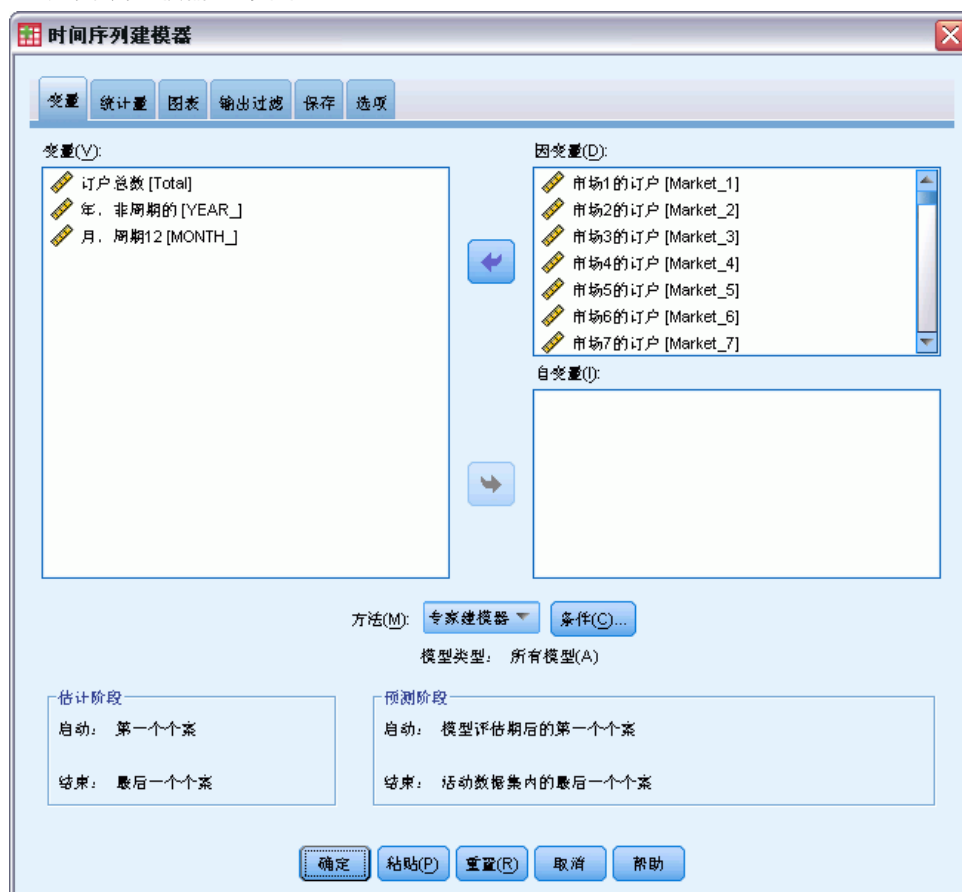 时间序列建模器
变量 统计量 图表 输出过滤 保存 选项
变量(V):
订户总数 [Total]
年，非周期的 [YEAR_]
月，周期12 [MONTH_]
因变量(D):
市场1的订户 [Market_1]
市场2的订户 [Market_2]
市场3的订户 [Market_3]
市场4的订户 [Market_4]
市场5的订户 [Market_5]
市场6的订户 [Market_6]
市场7的订户 [Market_7]
自变量(I):
方法(M): 专家建模器 条件(C)...
模型类型： 所有模型(A)
估计阶段
启动： 第一个个案
结束： 最后一个个案
预测阶段
启动： 模型评估期后的第一个个案
结束： 活动数据集内的最后一个个案
确定 粘贴(P) 重置(R) 取消 帮助